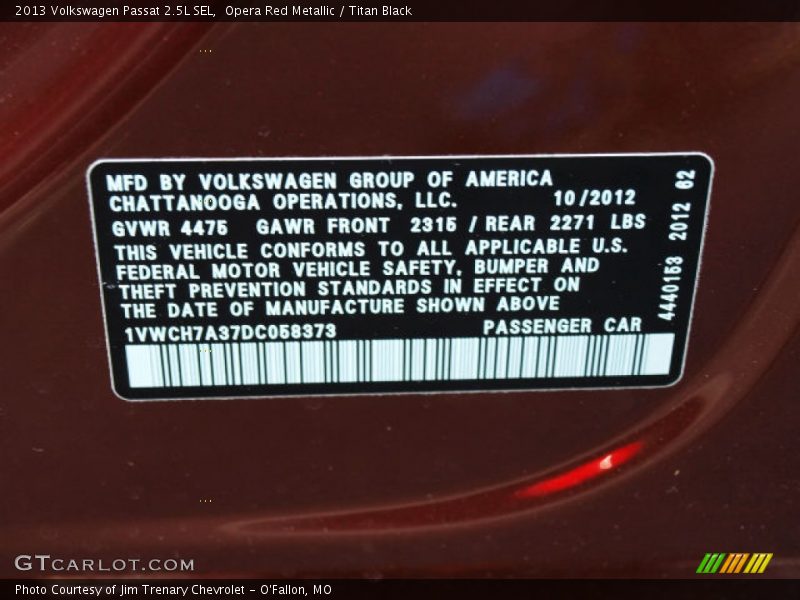 2013 Volkswagen Passat 2.5L SEL, Opera Red Metallic / Titan Black
MFD BY VOLKSWAGEN GROUP OF AMERICA
CHATTANOOGA OPERATIONS, LLC. 10/2012
GVWR 4475 GAWR FRONT 2315 / REAR 2271 LBS
THIS VEHICLE CONFORMS TO ALL APPLICABLE U.S.
FEDERAL MOTOR VEHICLE SAFETY, BUMPER AND
THEFT PREVENTION STANDARDS IN EFFECT ON
THE DATE OF MANUFACTURE SHOWN ABOVE
1VWCH7A37DC058373 PASSENGER CAR
4440153 2012 62
GTCARLOT.COM
Photo Courtesy of Jim Trenary Chevrolet - O'Fallon, MO